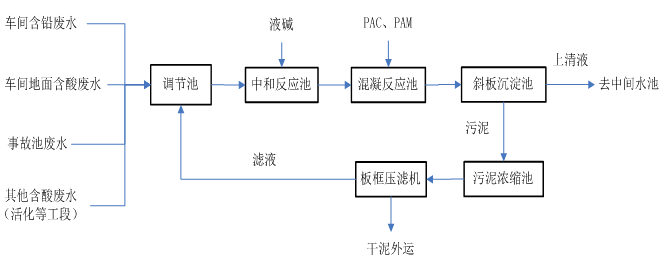 车间含铅废水
液碱
PAC、PAM
上清液
车间地面含酸废水
调节池
中和反应池
混凝反应池
斜板沉淀池
去中间水池
污泥
事故池废水
滤液
板框压滤机
污泥浓缩池
其他含酸废水
（活化等工段）
干泥外运